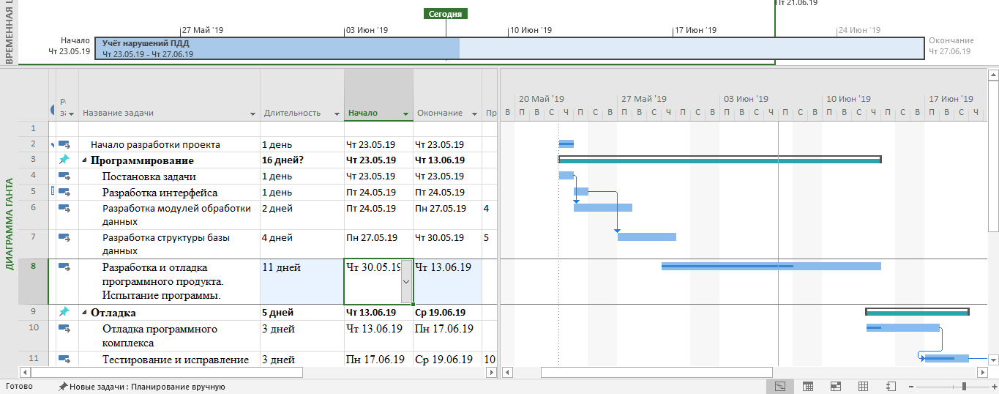 ВРЕМЕННАЯ
Пт 21.06.19
Сегодня
27 Май '19
03 Июн '19
10 Июн '19
17 Июн '19
24 Июн '19
Начало
Чт 23.05.19
Учёт нарушений ПДД
Чт 23.05.19 - Чт 27.06.19
Окончание
Чт 27.06.19
ДИАГРАММА ГАНТА
Название задачи Длительность Начало Окончание Пр
20 Май '19 27 Май '19 03 Июн '19 10 Июн '19 17 Июн '19
В П В С Ч П С В П В С Ч П С В П В С Ч П С В П В С Ч П С В П В С Ч
1
2 Начало разработки проекта 1 день Чт 23.05.19 Чт 23.05.19
3 Программирование 16 дней? Чт 23.05.19 Чт 13.06.19
4 Постановка задачи 1 день Чт 23.05.19 Чт 23.05.19
5 Разработка интерфейса 1 день Пт 24.05.19 Пт 24.05.19
6 Разработка модулей обработки 2 дней Пт 24.05.19 Пн 27.05.19 4
данных
7 Разработка структуры базы 4 дней Пн 27.05.19 Чт 30.05.19 5
данных
8 Разработка и отладка 11 дней Чт 30.05.19 Чт 13.06.19
программного продукта.
Испытание программы.
9 Отладка 5 дней Чт 13.06.19 Ср 19.06.19
10 Отладка программного 3 дней Чт 13.06.19 Пн 17.06.19
комплекса
11 Тестирование и исправление 3 дней Пн 17.06.19 Ср 19.06.19 10
Готово
Новые задачи : Планирование вручную